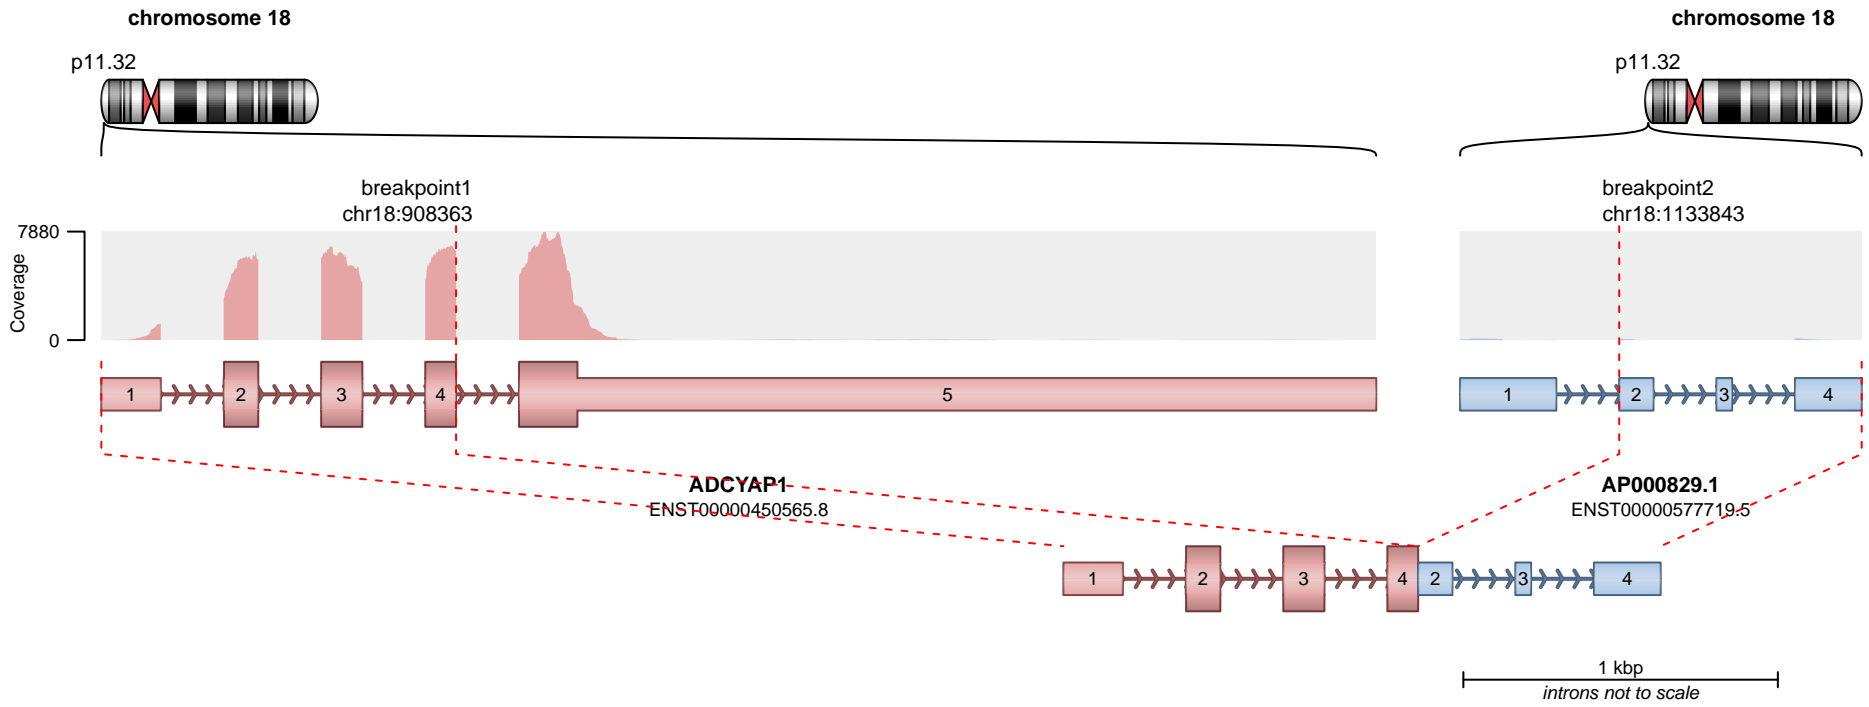 chromosome 18
chromosome 18
p11.32
p11.32
breakpoint1
chr18:908363
breakpoint2
chr18:1133843
7880
Coverage
0
1
2
3
4
5
1
2
3
4
ADCYAP1
ENST00000450565.8
AP000829.1
ENST00000577719.5
1
2
3
4
2
3
4
1 kbp
introns not to scale